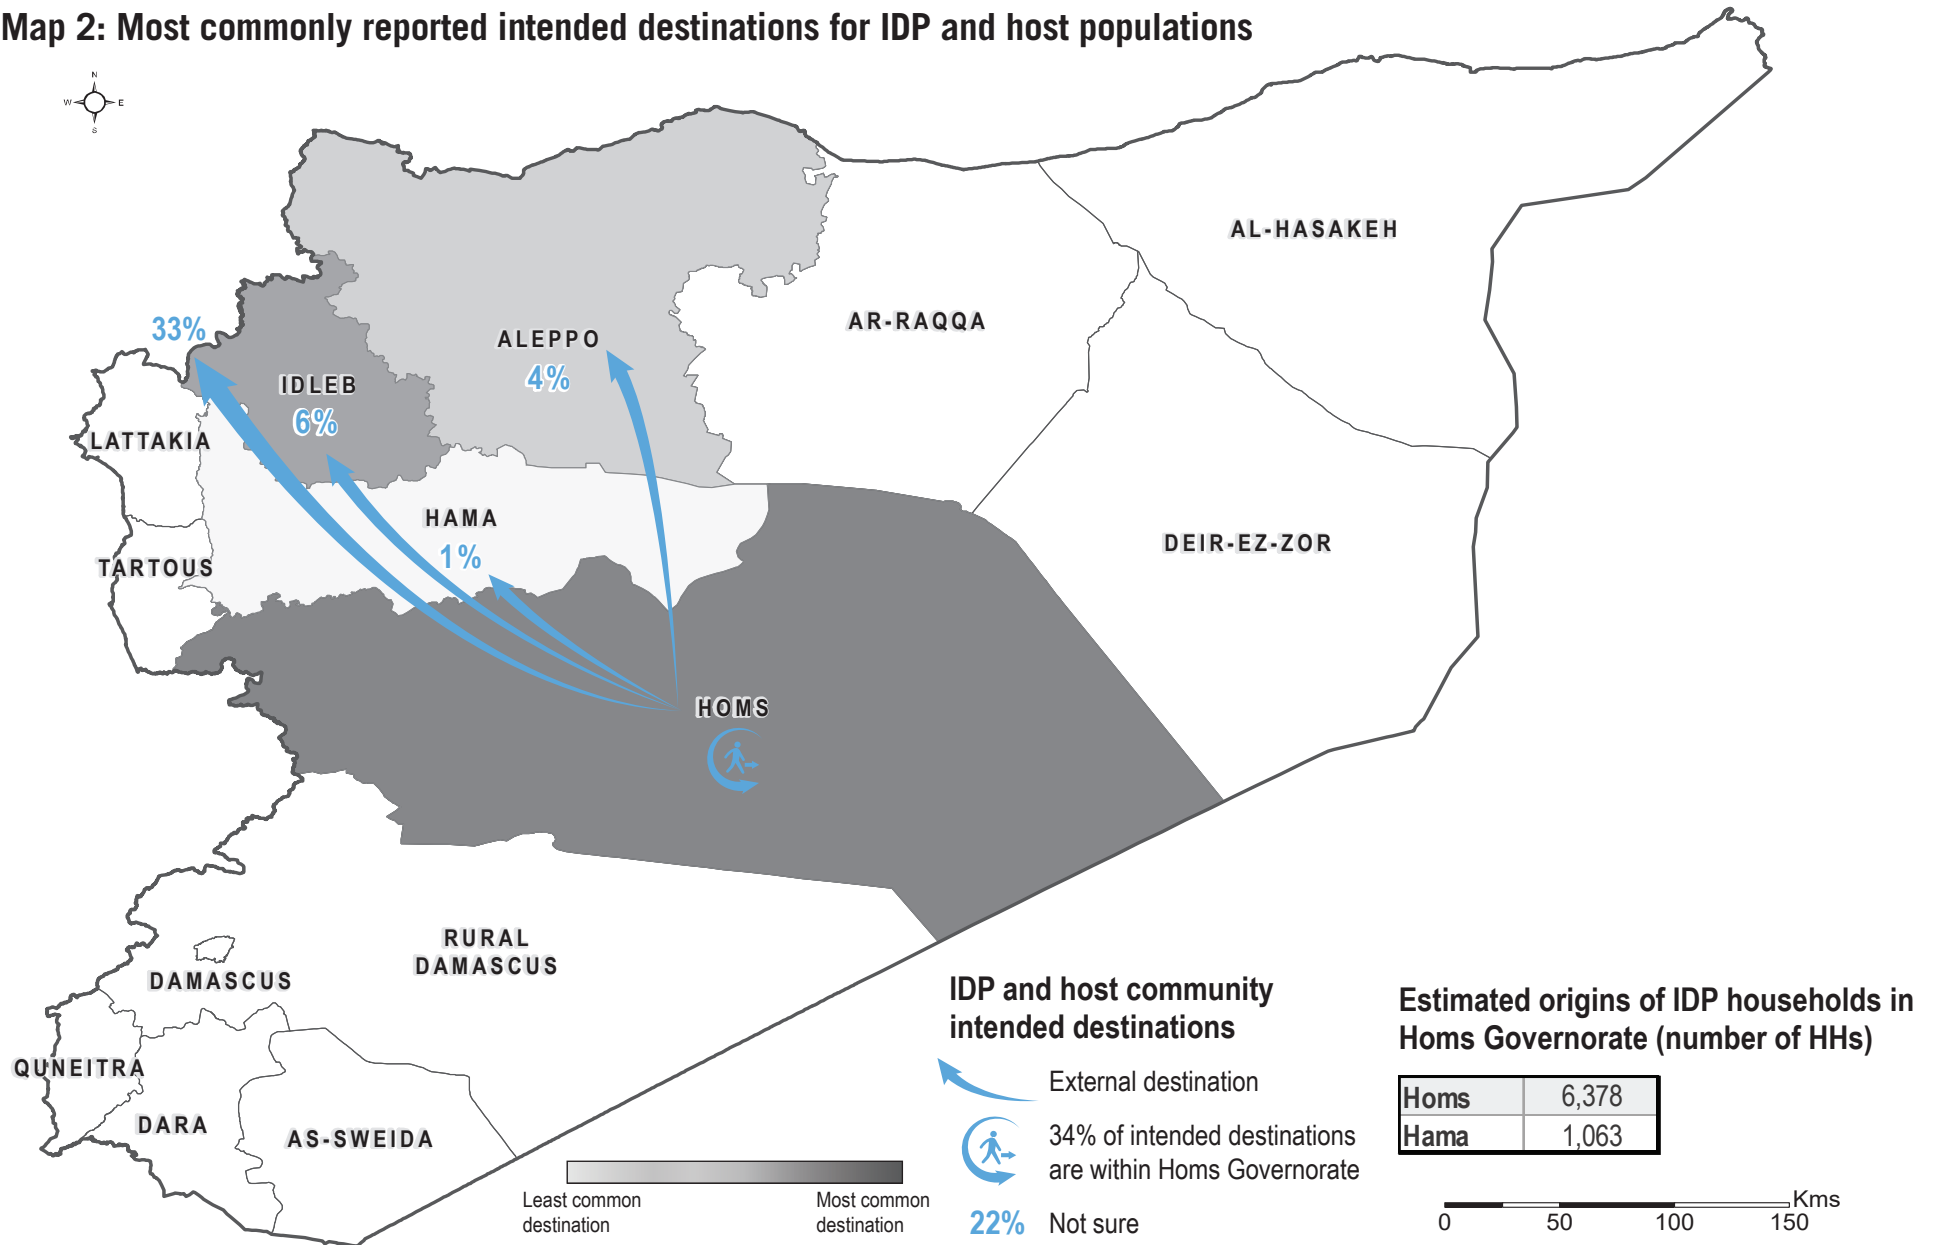 Map 2: Most commonly reported intended destinations for IDP and host populations
N
W
E
S
AL-HASAKEH
33%
ALEPPO
4%
AR-RAQQA
IDLEB
6%
LATTAKIA
HAMA
1%
DEIR-EZ-ZOR
TARTOUS
HOMS
RURAL
DAMASCUS
DAMASCUS
QUNEITRA
DARA
AS-SWEIDA
Least common
destination
Most common
destination
IDP and host community
intended destinations
External destination
34% of intended destinations
are within Homs Governorate
22% Not sure
Estimated origins of IDP households in
Homs Governorate (number of HHs)
Homs 6,378
Hama 1,063
Kms
0 50 100 150